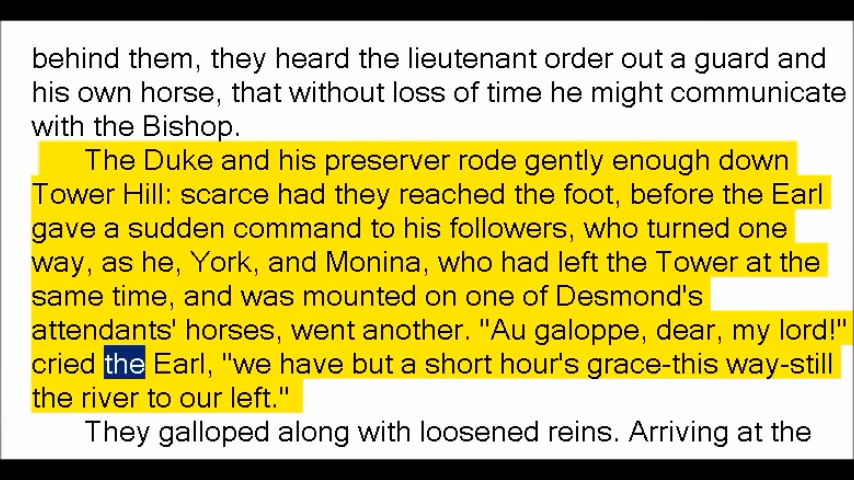 behind them, they heard the lieutenant order out a guard and
his own horse, that without loss of time he might communicate
with the Bishop.
The Duke and his preserver rode gently enough down
Tower Hill: scarce had they reached the foot, before the Earl
gave a sudden command to his followers, who turned one
way, as he, York, and Monina, who had left the Tower at the
same time, and was mounted on one of Desmond's
attendants' horses, went another. "Au galoppe, dear, my lord!"
cried the Earl, "we have but a short hour's grace-this way-still
the river to our left."
They galloped along with loosened reins. Arriving at the